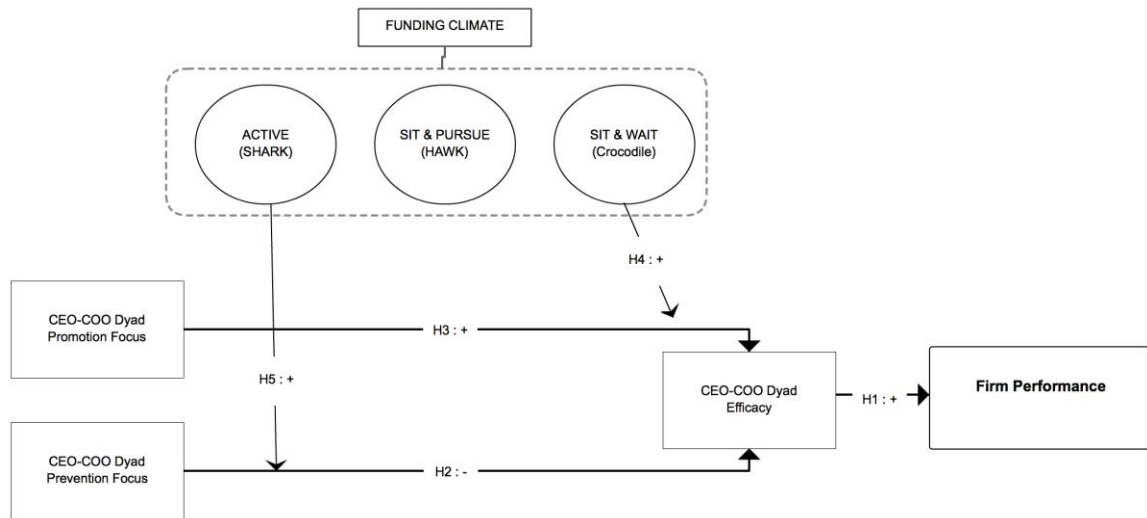 FUNDING CLIMATE
ACTIVE
(SHARK)
SIT & PURSUE
(HAWK)
SIT & WAIT
(Crocodile)
H4 : +
CEO-COO Dyad
Promotion Focus
H3 : +
H5 : +
CEO-COO Dyad
Efficacy
H1 : +
Firm Performance
CEO-COO Dyad
Prevention Focus
H2 : -